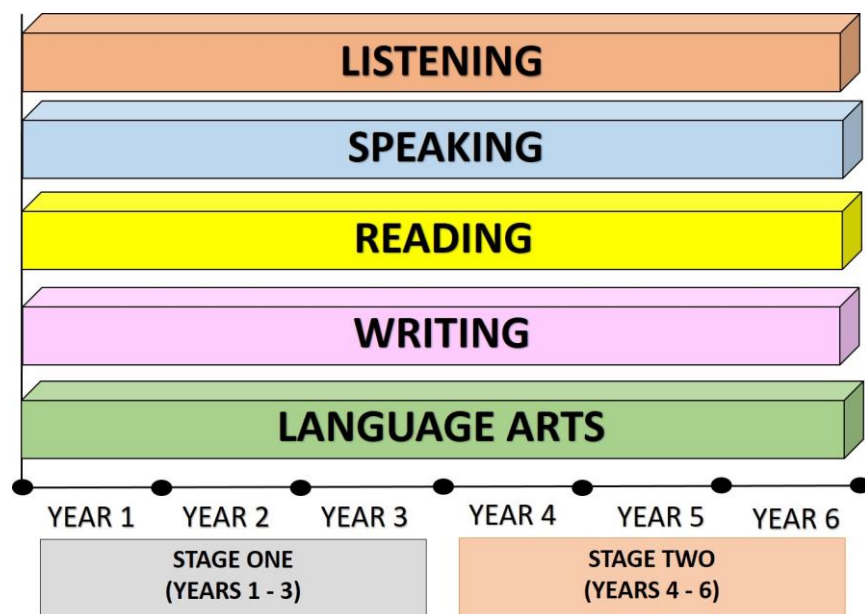 LISTENING
SPEAKING
READING
WRITING
LANGUAGE ARTS
YEAR 1 YEAR 2 YEAR 3 YEAR 4 YEAR 5 YEAR 6
STAGE ONE
(YEARS 1 - 3)
STAGE TWO
(YEARS 4 - 6)